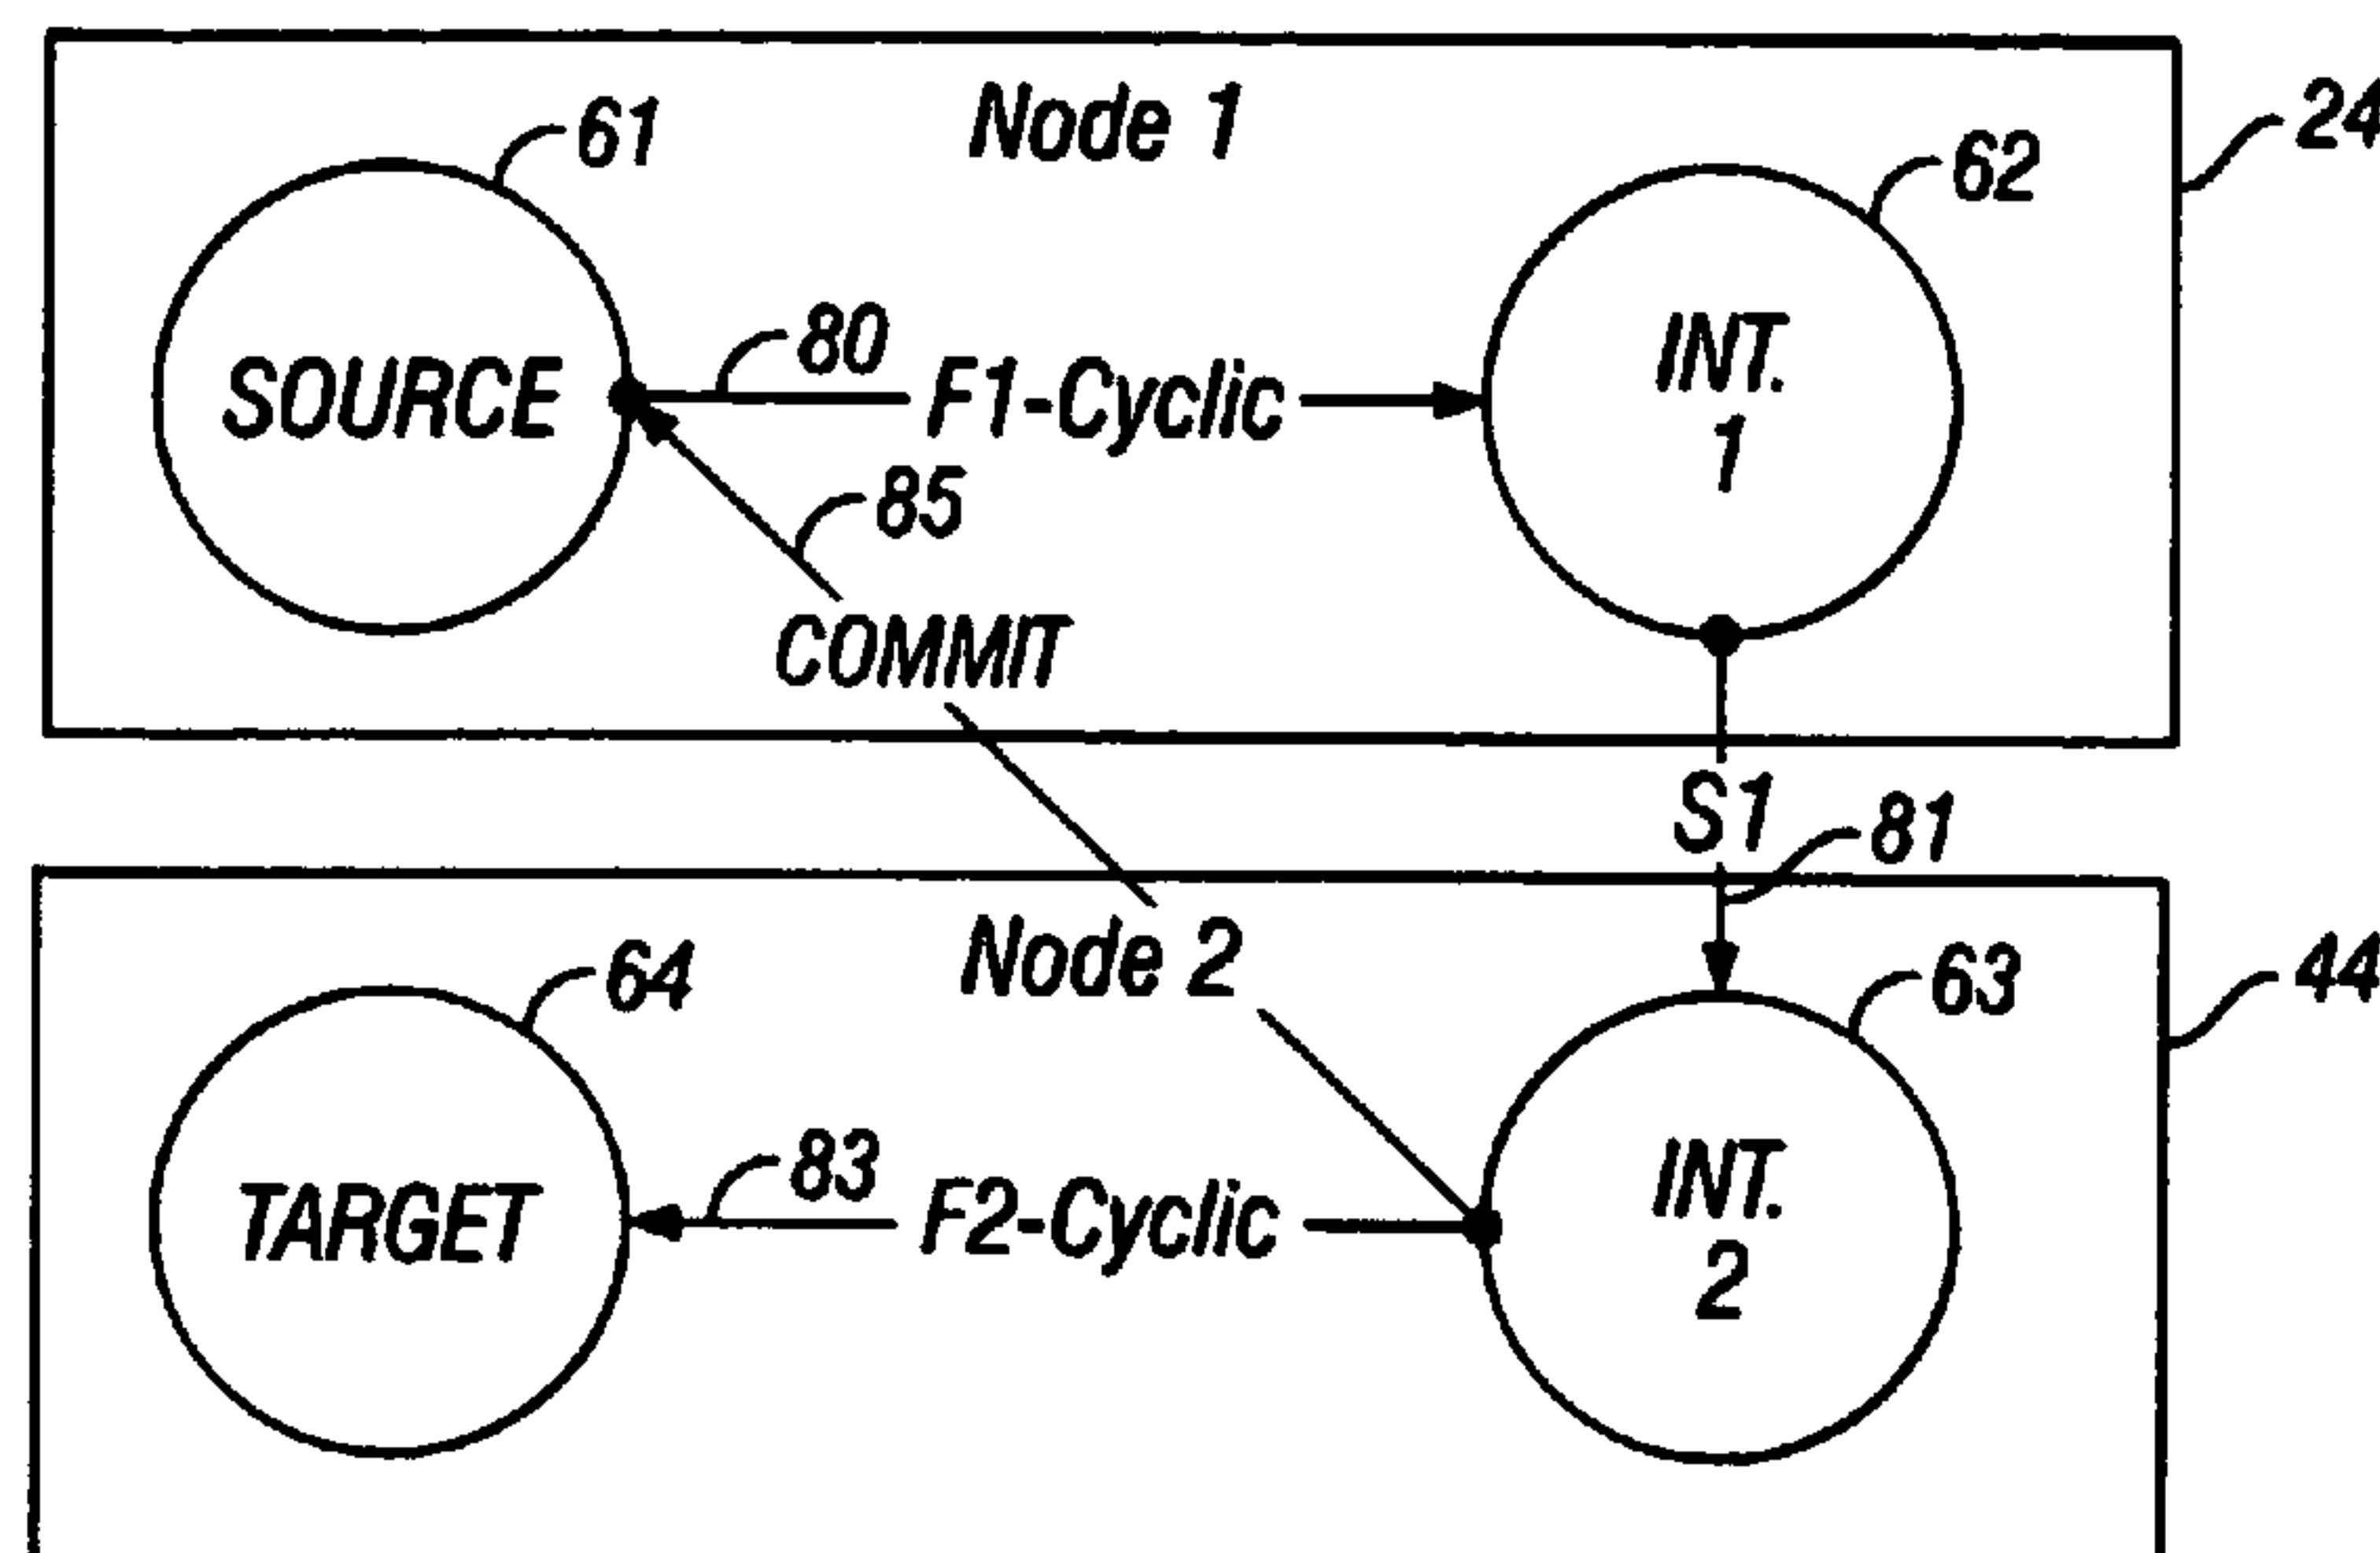 Node 1
24
61
62
SOURCE
80
F1-Cyclic
INT.
1
85
COMMIT
S1
81
Node 2
64
63
44
TARGET
83
F2-Cyclic
INT.
2